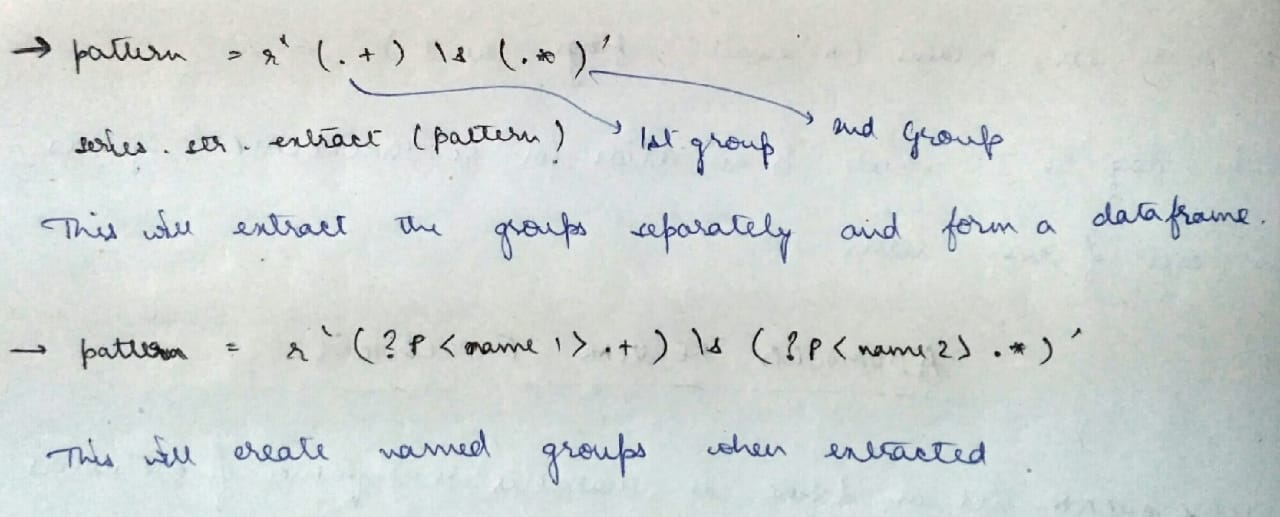 → pattern = r'(.+)\s(.*)'
series.str.extract(pattern) 1st group 2nd Group
This will extract the groups separately and form a dataframe.
→ pattern = r'(?P<name1>.+)\s(?P<name2>.*)'
This will create named groups when extracted.